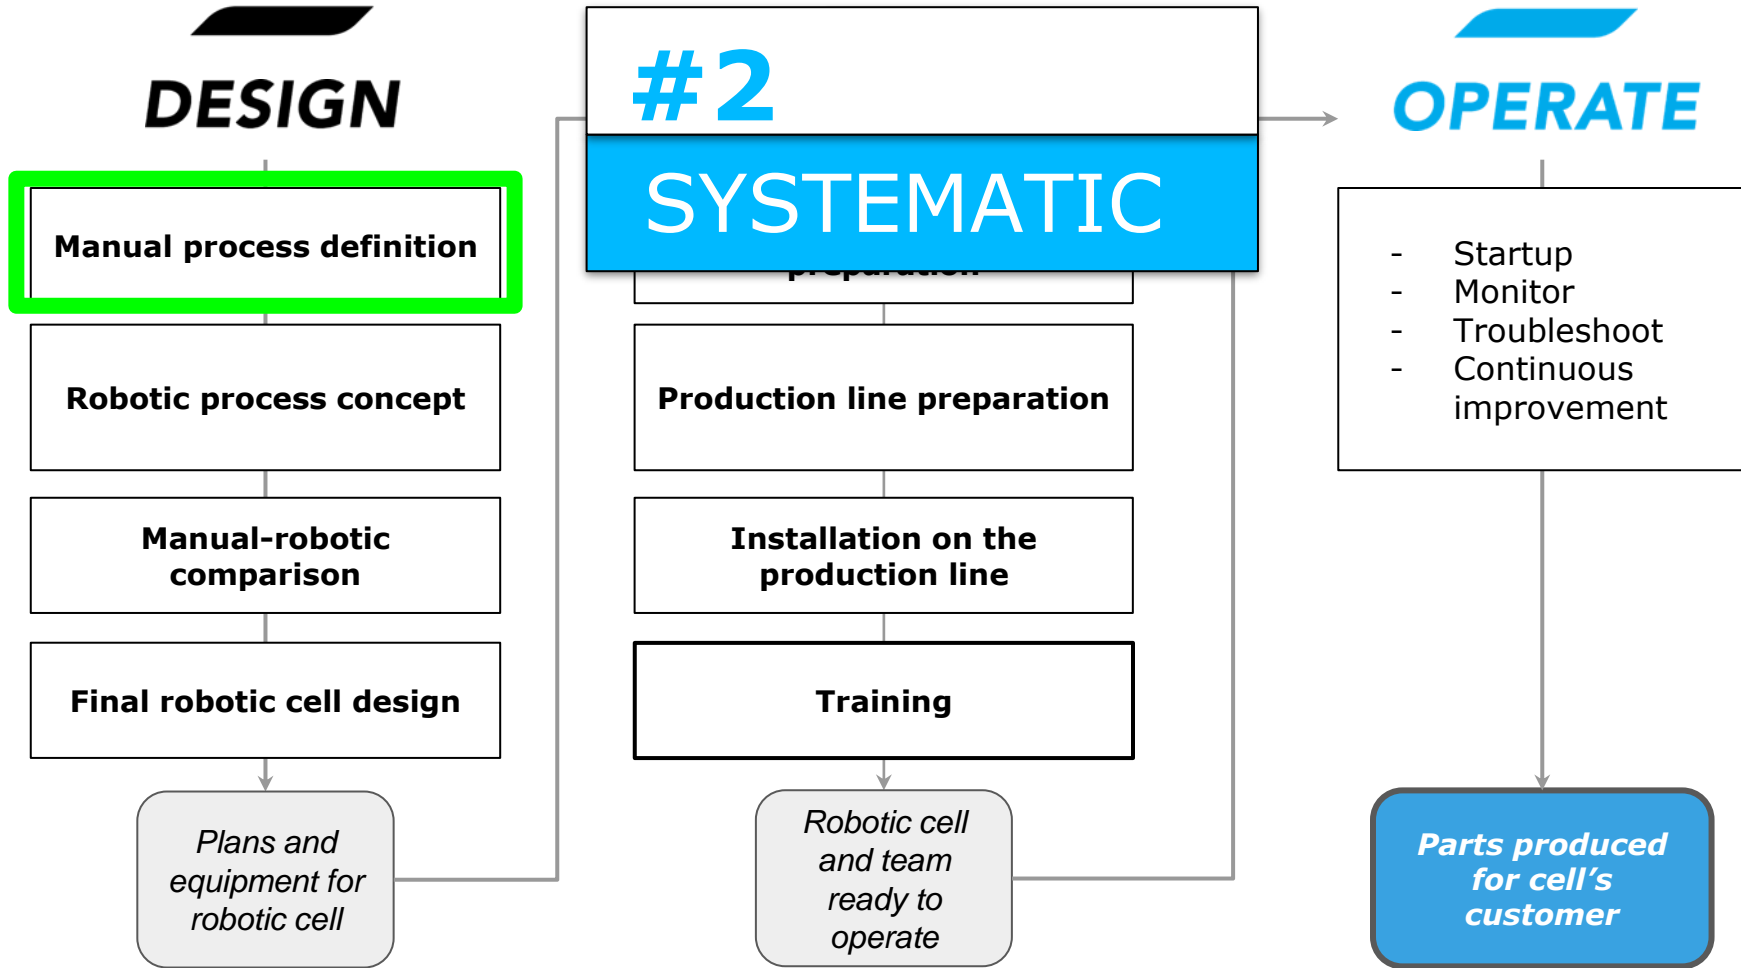 DESIGN
Manual process definition
Robotic process concept
Manual-robotic
comparison
Final robotic cell design
Plans and
equipment for
robotic cell
#2
SYSTEMATIC
preparation
Production line preparation
Installation on the
production line
Training
Robotic cell
and team
ready to
operate
OPERATE
- Startup
- Monitor
- Troubleshoot
- Continuous
improvement
Parts produced
for cell’s
customer